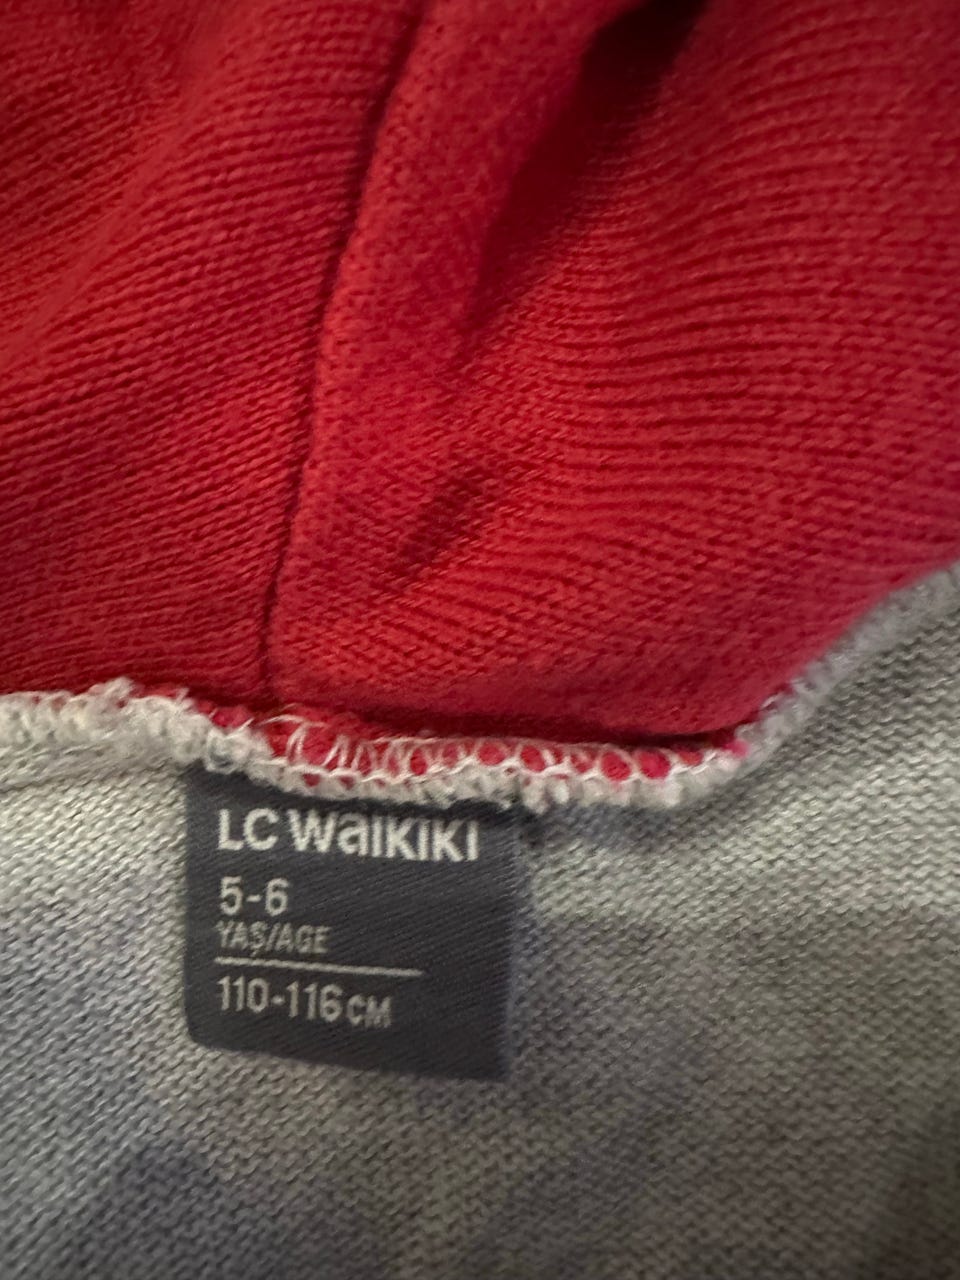 LC Waikiki
5-6
YAŞ/AGE
110-116CM